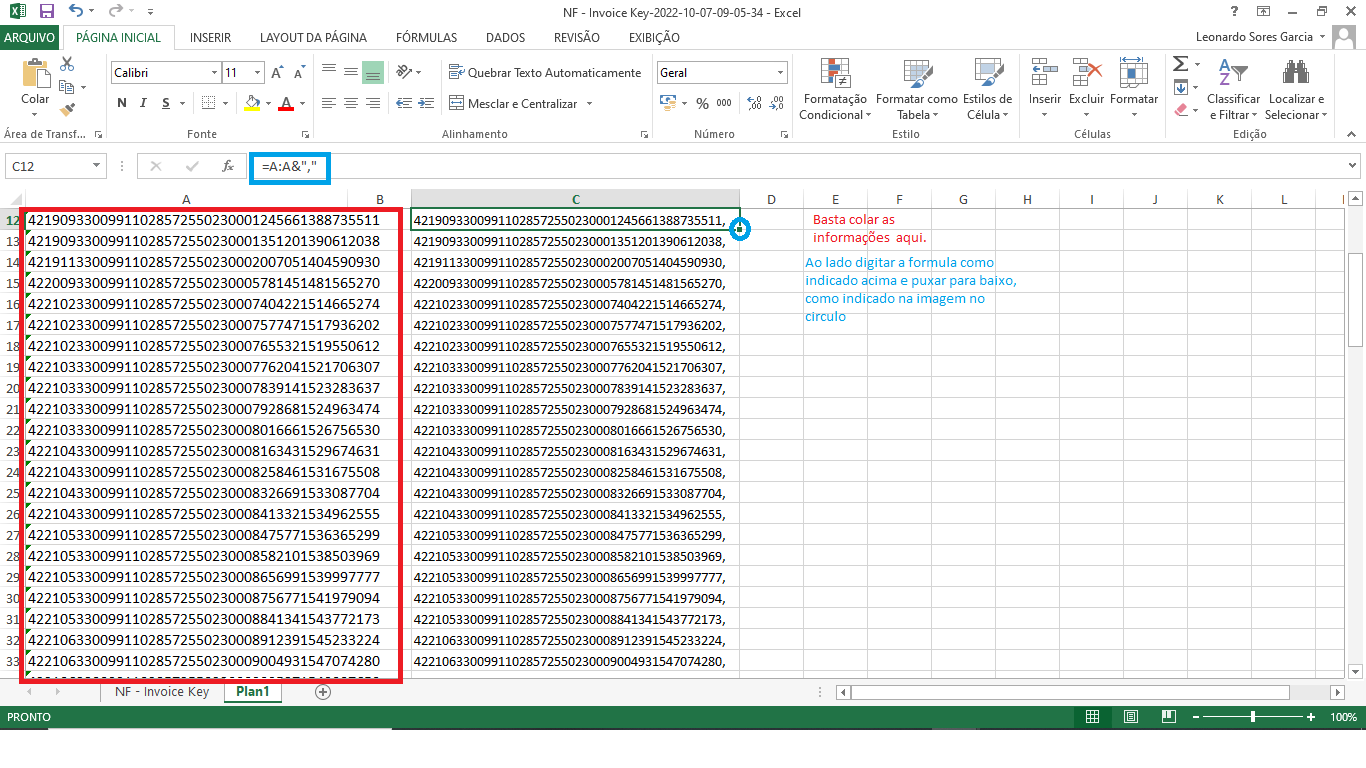 NF - Invoice Key-2022-10-07-09-05-34 - Excel
ARQUIVO PÁGINA INICIAL INSERIR LAYOUT DA PÁGINA FÓRMULAS DADOS REVISÃO EXIBIÇÃO Leonardo Sores Garcia
Colar
Calibri 11
N I S
Quebrar Texto Automaticamente
Mesclar e Centralizar
Geral
% 000
Formatação Condicional
Formatar como Tabela
Estilos de Célula
Inserir Excluir Formatar
Classificar e Filtrar
Localizar e Selecionar
Área de Transf... Fonte Alinhamento Número Estilo Células Edição
C12 fx =A:A&","
A B C D E F G H I J K L
12 42190933009911028572550230001245661388735511 42190933009911028572550230001245661388735511,
13 42190933009911028572550230001351201390612038 42190933009911028572550230001351201390612038,
14 42191133009911028572550230002007051404590930 42191133009911028572550230002007051404590930,
15 42200933009911028572550230005781451481565270 42200933009911028572550230005781451481565270,
16 42210233009911028572550230007404221514665274 42210233009911028572550230007404221514665274,
17 42210233009911028572550230007577471517936202 42210233009911028572550230007577471517936202,
18 42210233009911028572550230007655321519550612 42210233009911028572550230007655321519550612,
19 42210333009911028572550230007762041521706307 42210333009911028572550230007762041521706307,
20 42210333009911028572550230007839141523283637 42210333009911028572550230007839141523283637,
21 42210333009911028572550230007928681524963474 42210333009911028572550230007928681524963474,
22 42210333009911028572550230008016661526756530 42210333009911028572550230008016661526756530,
23 42210433009911028572550230008163431529674631 42210433009911028572550230008163431529674631,
24 42210433009911028572550230008258461531675508 42210433009911028572550230008258461531675508,
25 42210433009911028572550230008326691533087704 42210433009911028572550230008326691533087704,
26 42210433009911028572550230008413321534962555 42210433009911028572550230008413321534962555,
27 42210533009911028572550230008475771536365299 42210533009911028572550230008475771536365299,
28 42210533009911028572550230008582101538503969 42210533009911028572550230008582101538503969,
29 42210533009911028572550230008656991539997777 42210533009911028572550230008656991539997777,
30 42210533009911028572550230008756771541979094 42210533009911028572550230008756771541979094,
31 42210533009911028572550230008841341543772173 42210533009911028572550230008841341543772173,
32 42210633009911028572550230008912391545233224 42210633009911028572550230008912391545233224,
33 42210633009911028572550230009004931547074280 42210633009911028572550230009004931547074280,
Basta colar as
informações aqui.
Ao lado digitar a formula como
indicado acima e puxar para baixo,
como indicado na imagem no
circulo
NF - Invoice Key Plan1
PRONTO 100%